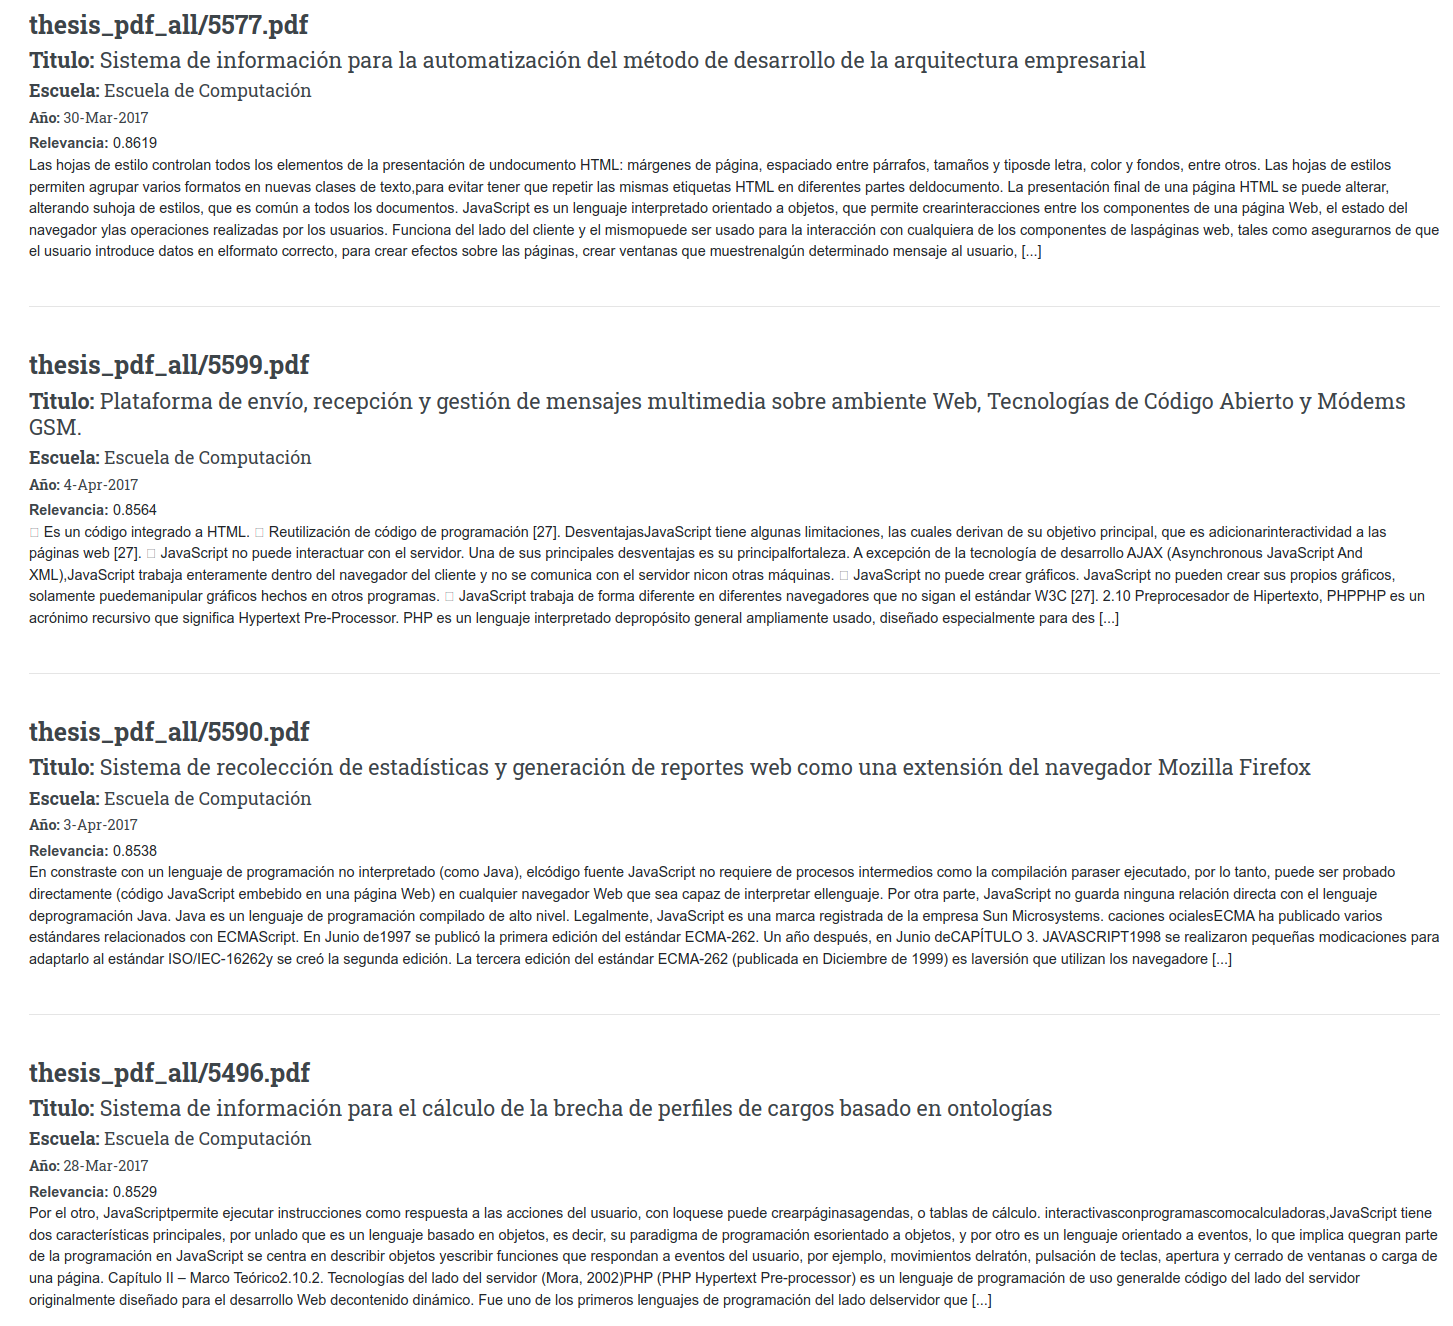 thesis_pdf_all/5577.pdf
Titulo: Sistema de información para la automatización del método de desarrollo de la arquitectura empresarial
Escuela: Escuela de Computación
Año: 30-Mar-2017
Relevancia: 0.8619
Las hojas de estilo controlan todos los elementos de la presentación de undocumento HTML: márgenes de página, espaciado entre párrafos, tamaños y tiposde letra, color y fondos, entre otros. Las hojas de estilos
permiten agrupar varios formatos en nuevas clases de texto,para evitar tener que repetir las mismas etiquetas HTML en diferentes partes deldocumento. La presentación final de una página HTML se puede alterar,
alterando suhoja de estilos, que es común a todos los documentos. JavaScript es un lenguaje interpretado orientado a objetos, que permite crearinteracciones entre los componentes de una página Web, el estado del
navegador ylas operaciones realizadas por los usuarios. Funciona del lado del cliente y el mismopuede ser usado para la interacción con cualquiera de los componentes de laspáginas web, tales como asegurarnos de que
el usuario introduce datos en elformato correcto, para crear efectos sobre las páginas, crear ventanas que muestrenalgún determinado mensaje al usuario, [...]
thesis_pdf_all/5599.pdf
Titulo: Plataforma de envío, recepción y gestión de mensajes multimedia sobre ambiente Web, Tecnologías de Código Abierto y Módems
GSM.
Escuela: Escuela de Computación
Año: 4-Apr-2017
Relevancia: 0.8564
 Es un código integrado a HTML.  Reutilización de código de programación [27]. DesventajasJavaScript tiene algunas limitaciones, las cuales derivan de su objetivo principal, que es adicionarinteractividad a las
páginas web [27].  JavaScript no puede interactuar con el servidor. Una de sus principales desventajas es su principalfortaleza. A excepción de la tecnología de desarrollo AJAX (Asynchronous JavaScript And
XML),JavaScript trabaja enteramente dentro del navegador del cliente y no se comunica con el servidor nicon otras máquinas.  JavaScript no puede crear gráficos. JavaScript no pueden crear sus propios gráficos,
solamente puedemanipular gráficos hechos en otros programas.  JavaScript trabaja de forma diferente en diferentes navegadores que no sigan el estándar W3C [27]. 2.10 Preprocesador de Hipertexto, PHPPHP es un
acrónimo recursivo que significa Hypertext Pre-Processor. PHP es un lenguaje interpretado depropósito general ampliamente usado, diseñado especialmente para des [...]
thesis_pdf_all/5590.pdf
Titulo: Sistema de recolección de estadísticas y generación de reportes web como una extensión del navegador Mozilla Firefox
Escuela: Escuela de Computación
Año: 3-Apr-2017
Relevancia: 0.8538
En constraste con un lenguaje de programación no interpretado (como Java), elcódigo fuente JavaScript no requiere de procesos intermedios como la compilación paraser ejecutado, por lo tanto, puede ser probado
directamente (código JavaScript embebido en una página Web) en cualquier navegador Web que sea capaz de interpretar ellenguaje. Por otra parte, JavaScript no guarda ninguna relación directa con el lenguaje
deprogramación Java. Java es un lenguaje de programación compilado de alto nivel. Legalmente, JavaScript es una marca registrada de la empresa Sun Microsystems. caciones ocialesECMA ha publicado varios
estándares relacionados con ECMAScript. En Junio de1997 se publicó la primera edición del estándar ECMA-262. Un año después, en Junio deCAPÍTULO 3. JAVASCRIPT1998 se realizaron pequeñas modicaciones para
adaptarlo al estándar ISO/IEC-16262y se creó la segunda edición. La tercera edición del estándar ECMA-262 (publicada en Diciembre de 1999) es laversión que utilizan los navegadore [...]
thesis_pdf_all/5496.pdf
Titulo: Sistema de información para el cálculo de la brecha de perfiles de cargos basado en ontologías
Escuela: Escuela de Computación
Año: 28-Mar-2017
Relevancia: 0.8529
Por el otro, JavaScriptpermite ejecutar instrucciones como respuesta a las acciones del usuario, con loquese puede crearpáginasagendas, o tablas de cálculo. interactivasconprogramascomocalculadoras,JavaScript tiene
dos características principales, por unlado que es un lenguaje basado en objetos, es decir, su paradigma de programación esorientado a objetos, y por otro es un lenguaje orientado a eventos, lo que implica quegran parte
de la programación en JavaScript se centra en describir objetos yescribir funciones que respondan a eventos del usuario, por ejemplo, movimientos delratón, pulsación de teclas, apertura y cerrado de ventanas o carga de
una página. Capítulo II – Marco Teórico2.10.2. Tecnologías del lado del servidor (Mora, 2002)PHP (PHP Hypertext Pre-processor) es un lenguaje de programación de uso generalde código del lado del servidor
originalmente diseñado para el desarrollo Web decontenido dinámico. Fue uno de los primeros lenguajes de programación del lado delservidor que [...]